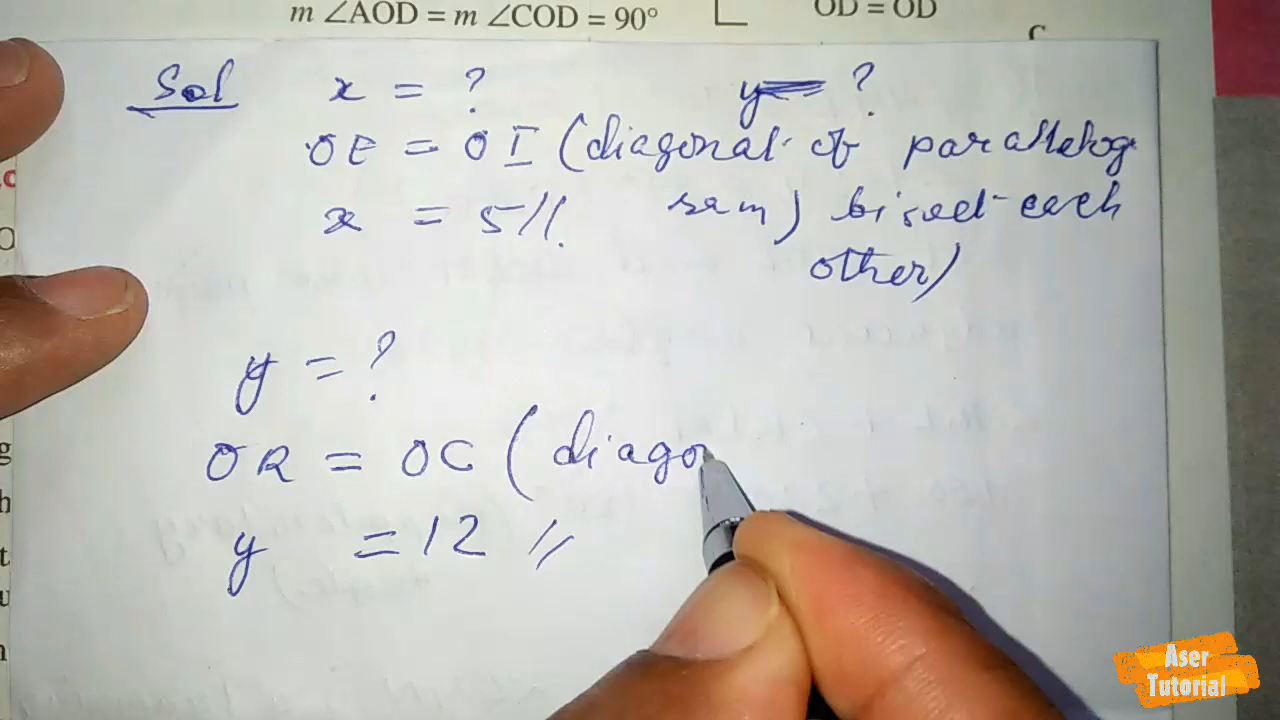 m ∠AOD = m ∠COD = 90°
OD = OD
Sol x = ? y = ?
OE = OI (diagonal of parallelog
x = 5 //. ram) bisect each
other)
y = ?
OR = OC ( diago
y = 12 //
Aser
Tutorial